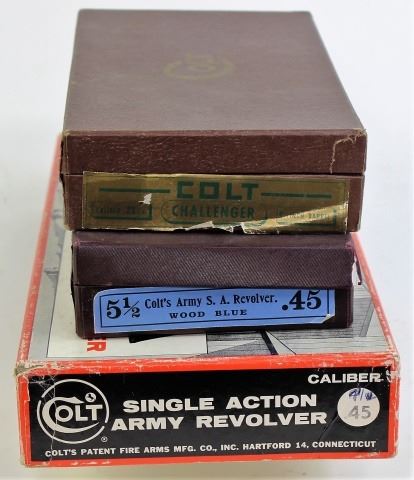 COLT
CHALLENGER
5½ Colt's Army S. A. Revolver. .45
WOOD BLUE
R
CALIBER
.45
COLT
SINGLE ACTION
ARMY REVOLVER
COLT'S PATENT FIRE ARMS MFG. CO., INC. HARTFORD 14, CONNECTICUT